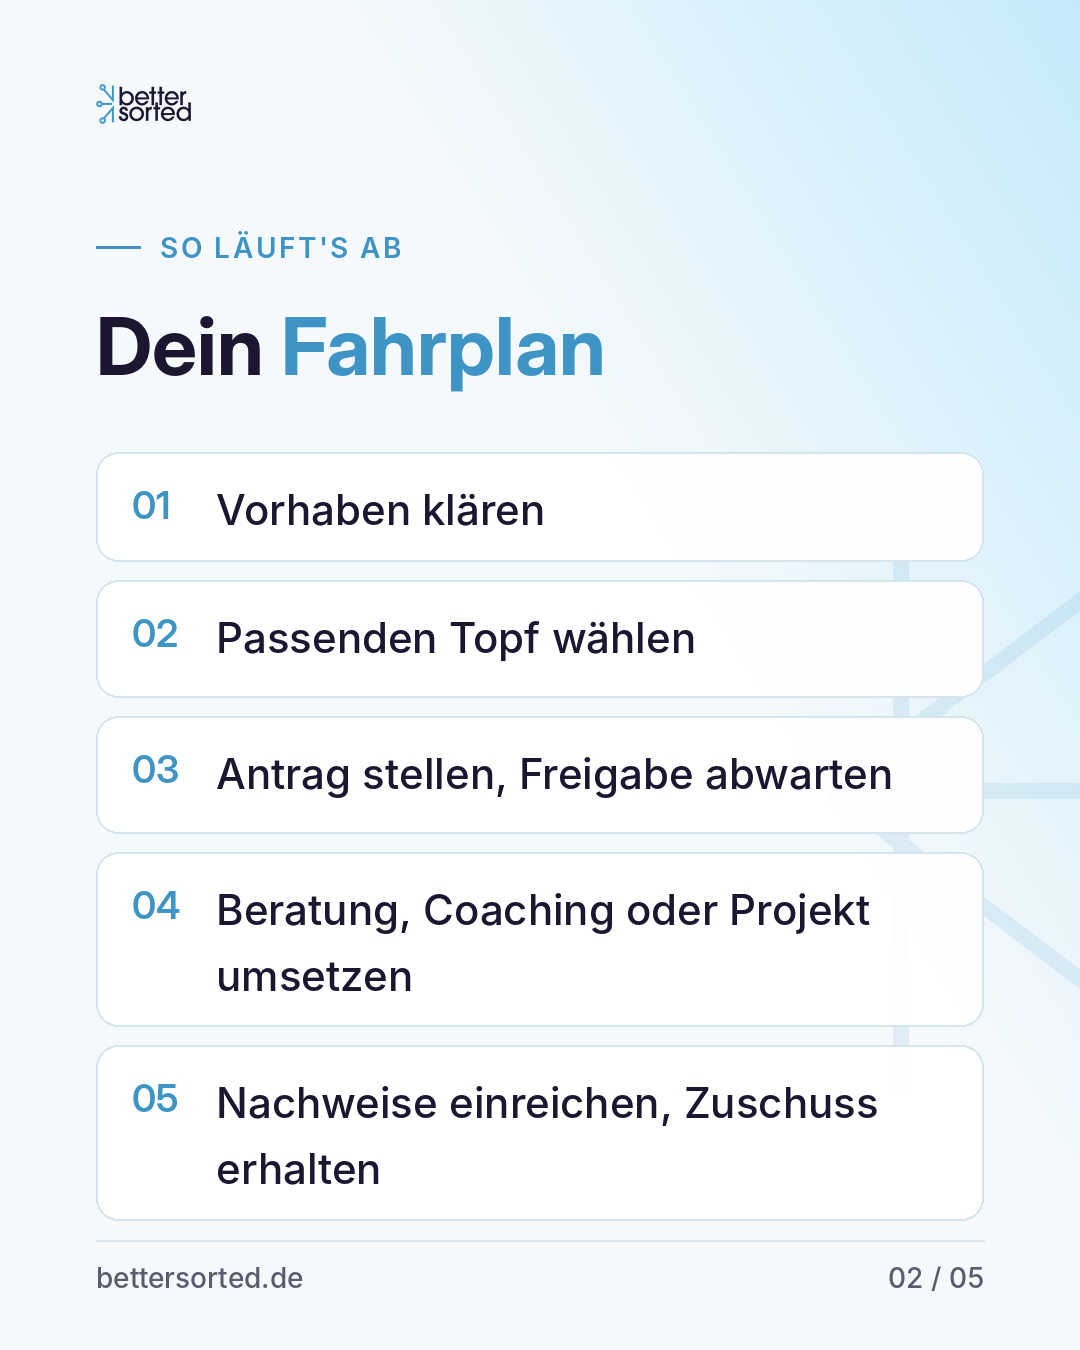 better
sorted
SO LÄUFT'S AB
Dein Fahrplan
01 Vorhaben klären
02 Passenden Topf wählen
03 Antrag stellen, Freigabe abwarten
04 Beratung, Coaching oder Projekt
umsetzen
05 Nachweise einreichen, Zuschuss
erhalten
bettersorted.de 02 / 05